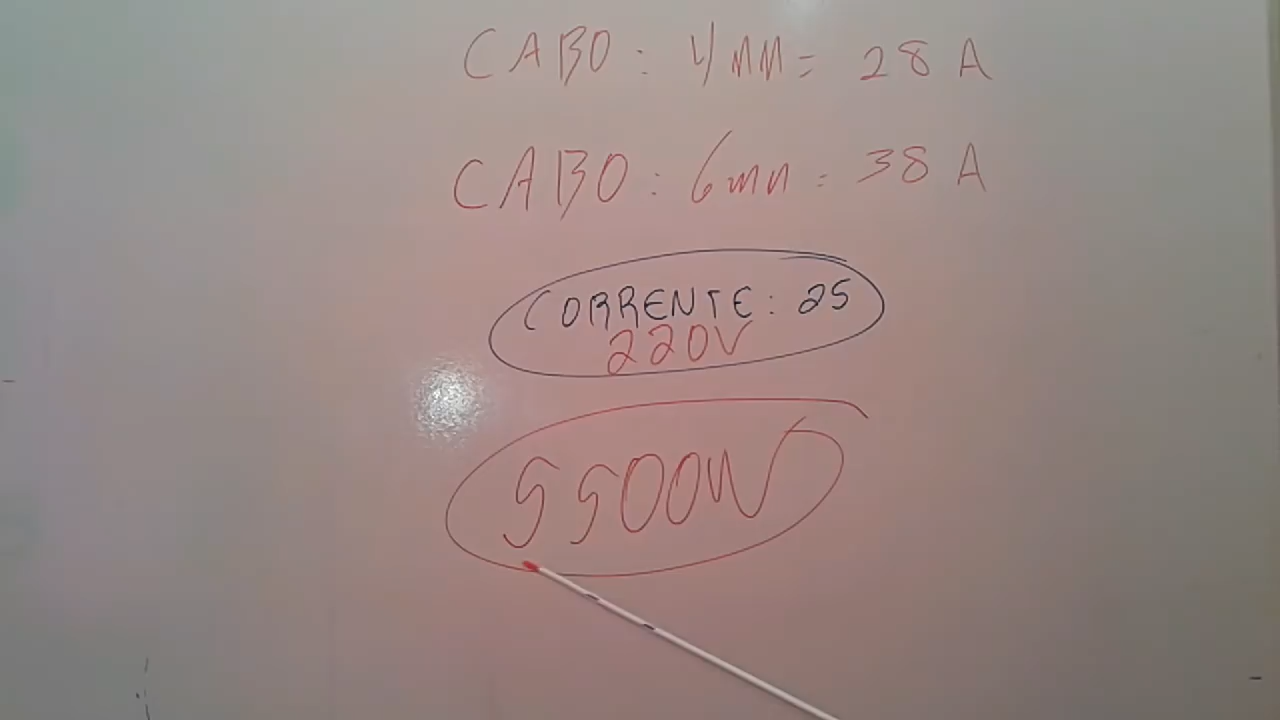 CABO: 4MM= 28 A
CABO: 6mm= 38 A
CORRENTE: 25
220V
5500W